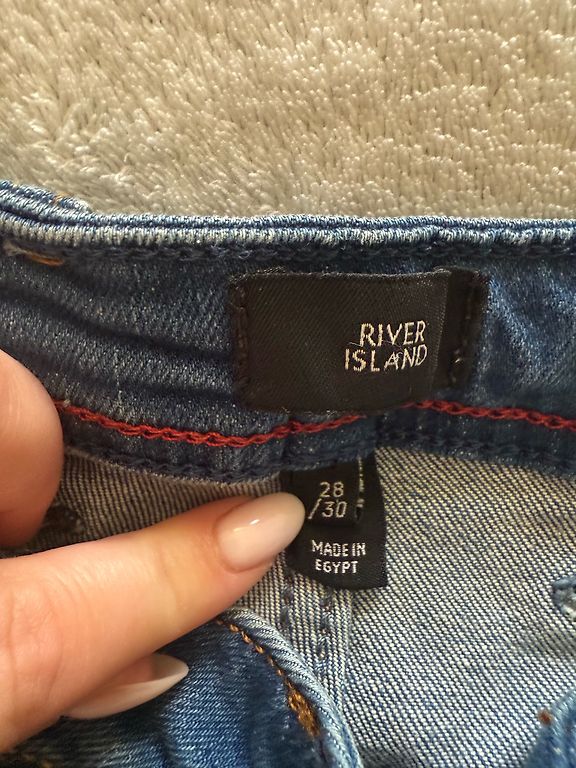 RIVER
ISLAND
28
/30
MADE IN
EGYPT